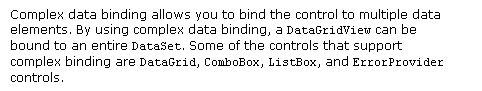 Complex data binding allows you to bind the control to multiple data
elements. By using complex data binding, a DataGridView can be
bound to an entire DataSet. Some of the controls that support
complex binding are DataGrid, ComboBox, ListBox, and ErrorProvider
controls.